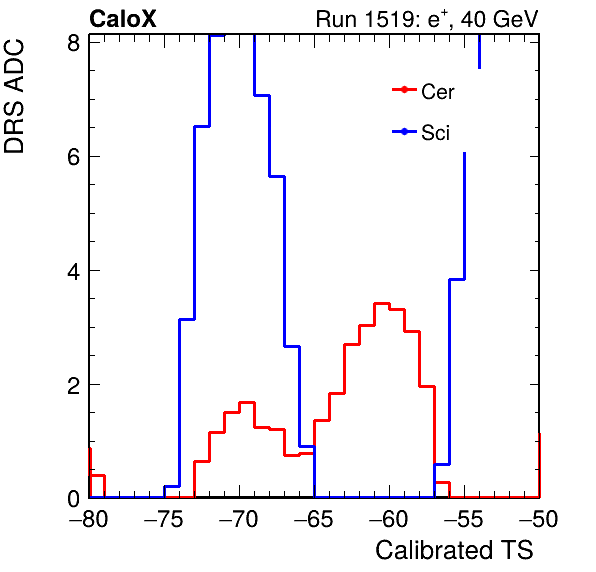 CaloX Run 1519: e⁺, 40 GeV
DRS ADC
8
6
4
2
0
Cer
Sci
−80 −75 −70 −65 −60 −55 −50
Calibrated TS